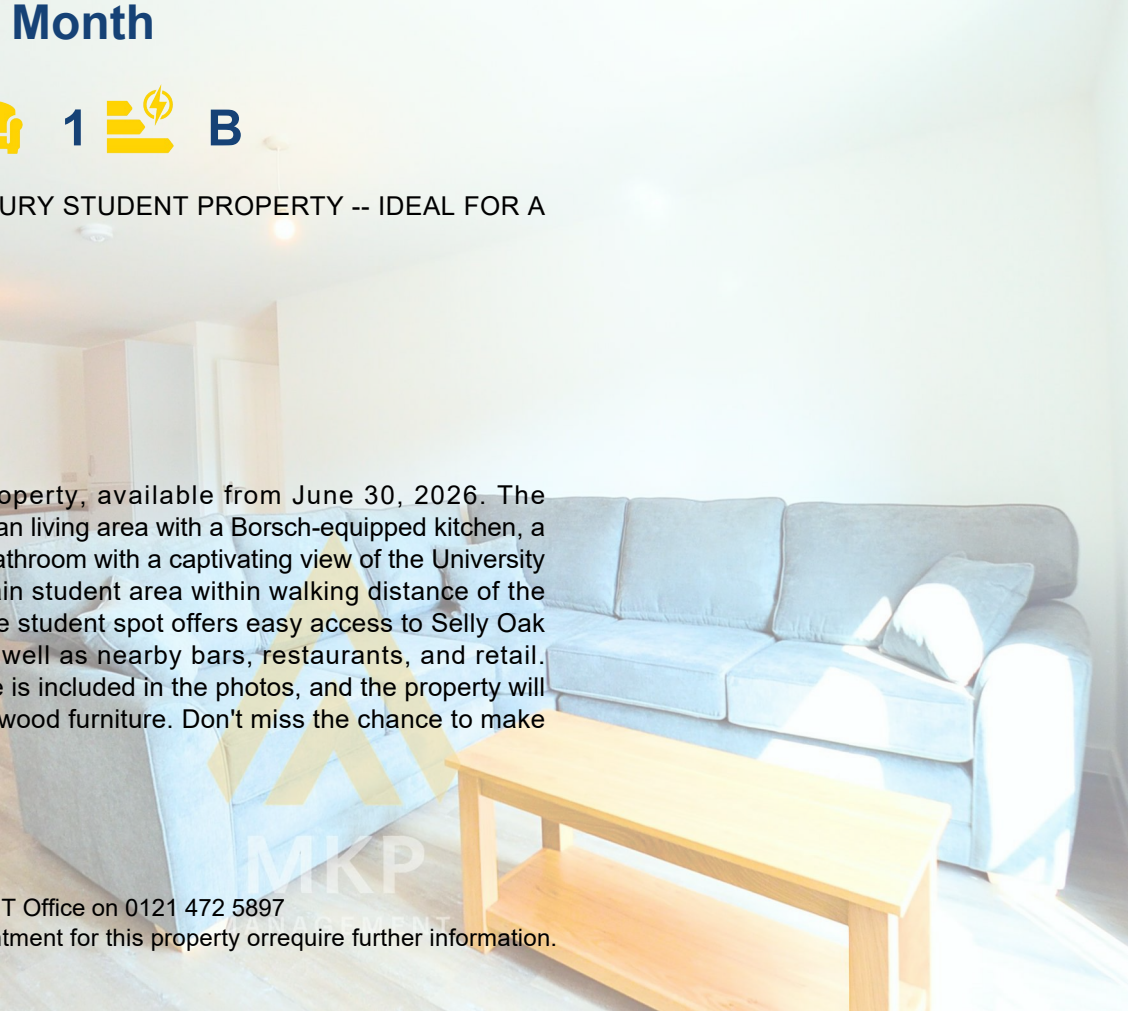 Month
1 B
URY STUDENT PROPERTY -- IDEAL FOR A
operty, available from June 30, 2026. The
an living area with a Borsch-equipped kitchen, a
athroom with a captivating view of the University
in student area within walking distance of the
e student spot offers easy access to Selly Oak
well as nearby bars, restaurants, and retail.
e is included in the photos, and the property will
wood furniture. Don't miss the chance to make
MKP
MANAGEMENT
T Office on 0121 472 5897
tment for this property orrequire further information.